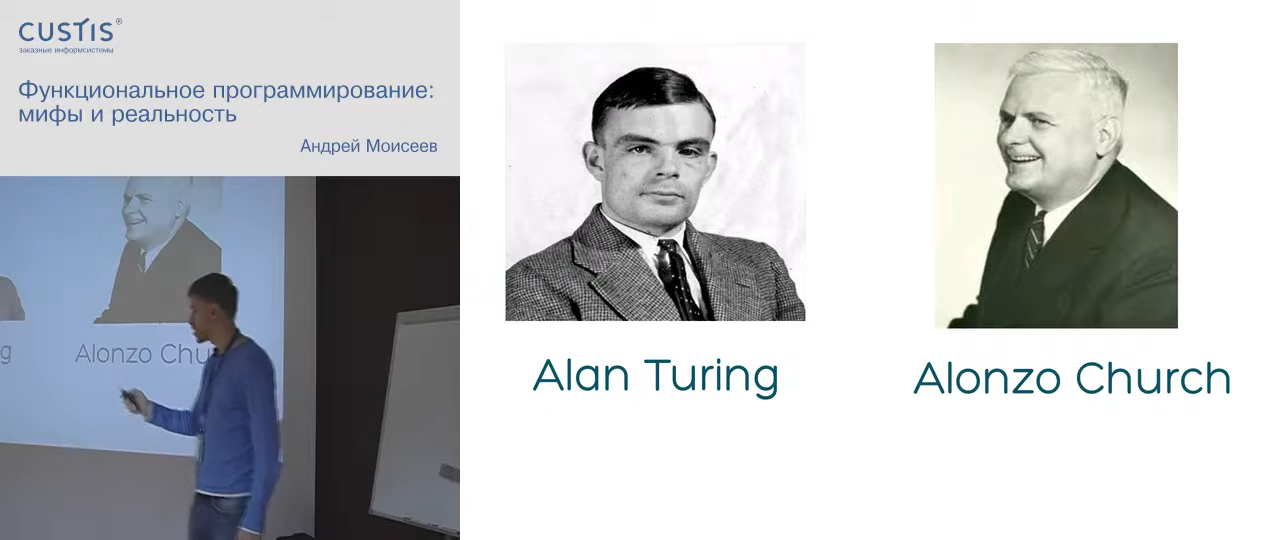 CUSTIS®
заказные информсистемы
Функциональное программирование:
мифы и реальность
Андрей Моисеев
g
Alonzo Chu
Alan Turing
Alonzo Church